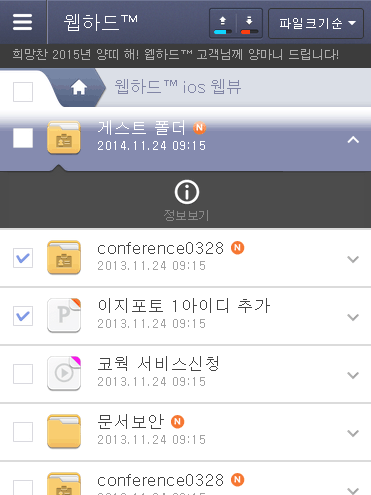 웹하드™
파일크기순
희망찬 2015년 양띠 해! 웹하드™ 고객님께 양마니 드립니다!
웹하드™ ios 웹뷰
게스트 폴더 N
2014.11.24 09:15
정보보기
conference0328 N
2013.11.24 09:15
이지포토 1아이디 추가
2013.11.24 09:15
코웍 서비스신청
2013.11.24 09:15
문서보안 N
2013.11.24 09:15
conference0328 N
2013.11.24 09:15